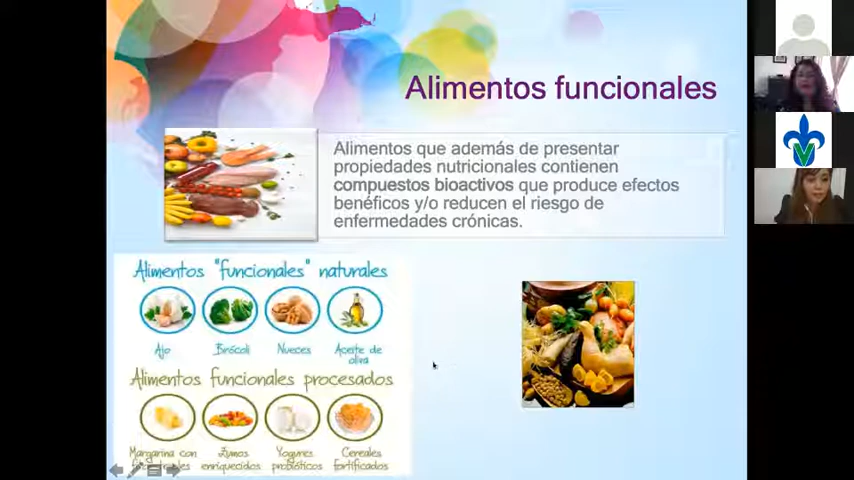 Alimentos funcionales
Alimentos que además de presentar
propiedades nutricionales contienen
compuestos bioactivos que produce efectos
benéficos y/o reducen el riesgo de
enfermedades crónicas.
Alimentos "funcionales" naturales
Ajo Brócoli Nueces Aceite de
oliva
Alimentos funcionales procesados
Margarina con Zumos Yogures Cereales
enriquecidos probióticos fortificados